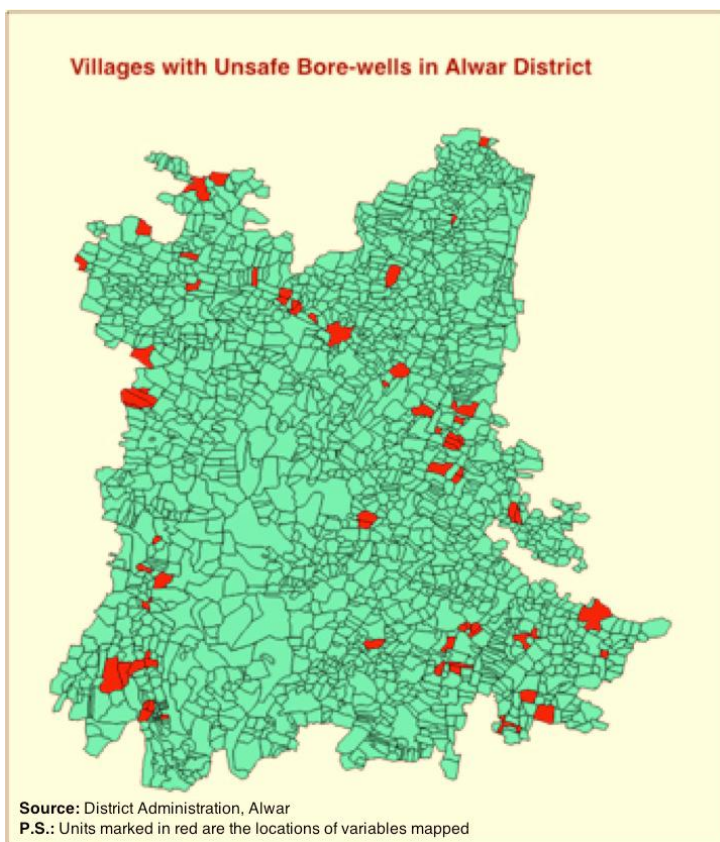 Villages with Unsafe Bore-wells in Alwar District
Source: District Administration, Alwar
P.S.: Units marked in red are the locations of variables mapped